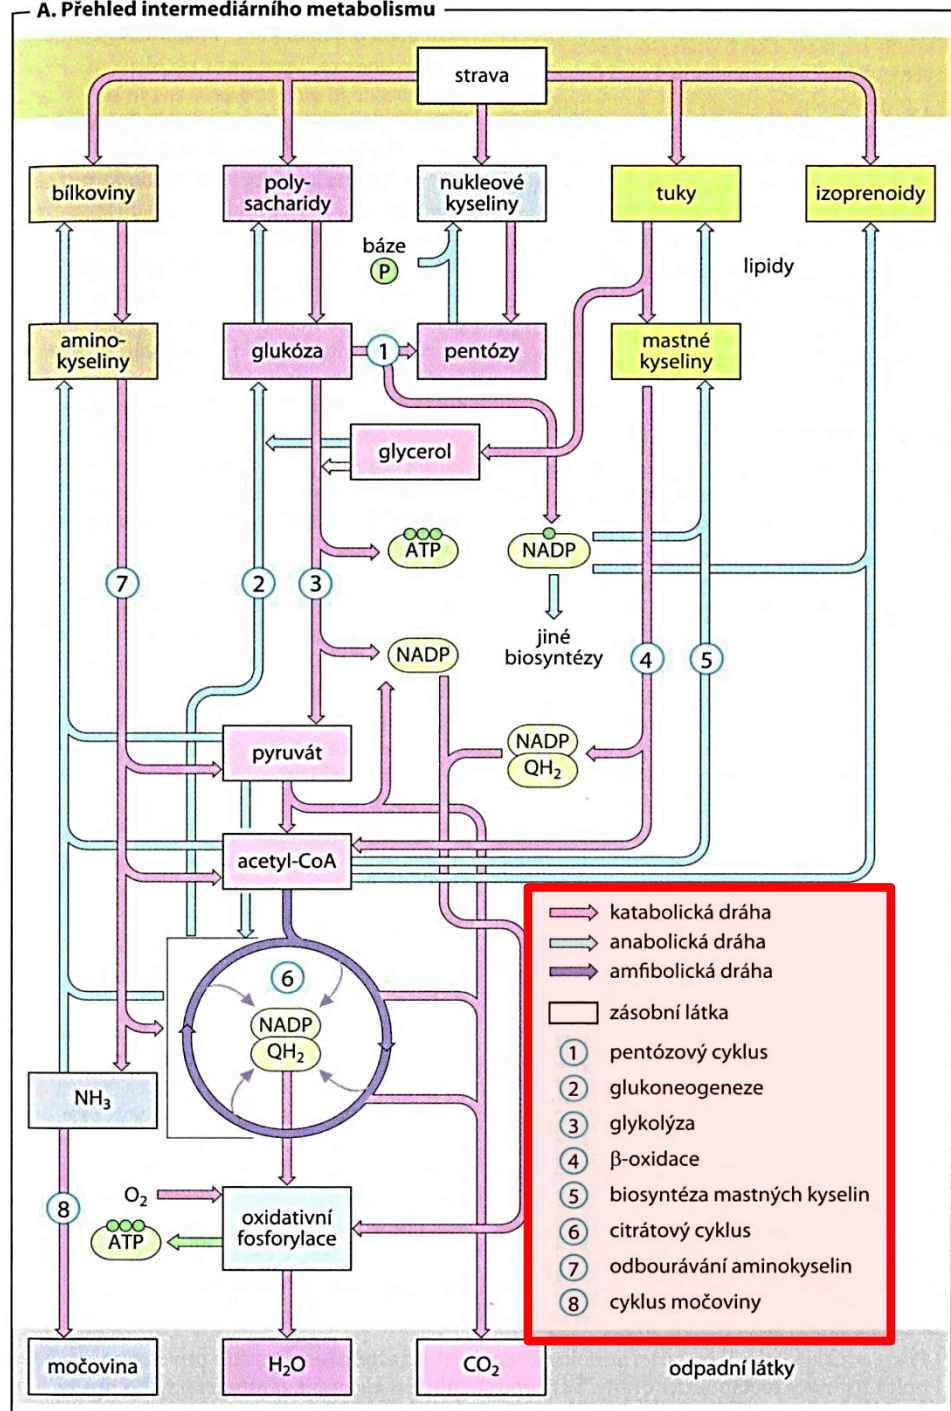 A. Přehled intermediárního metabolismu
strava
bílkoviny
poly-
sacharidy
nukleové
kyseliny
tuky
izoprenoidy
báze
P
lipidy
amino-
kyseliny
glukóza
1
pentózy
mastné
kyseliny
glycerol
ATP
NADP
7
2
3
jiné
biosyntézy
NADP
4
5
pyruvát
NADP
QH2
acetyl-CoA
6
NADP
QH2
NH3
8
O2
ATP
oxidativní
fosforylace
katabolická dráha
anabolická dráha
amfibolická dráha
zásobní látka
1 pentózový cyklus
2 glukoneogeneze
3 glykolýza
4 β-oxidace
5 biosyntéza mastných kyselin
6 citrátový cyklus
7 odbourávání aminokyselin
8 cyklus močoviny
močovina
H2O
CO2
odpadní látky